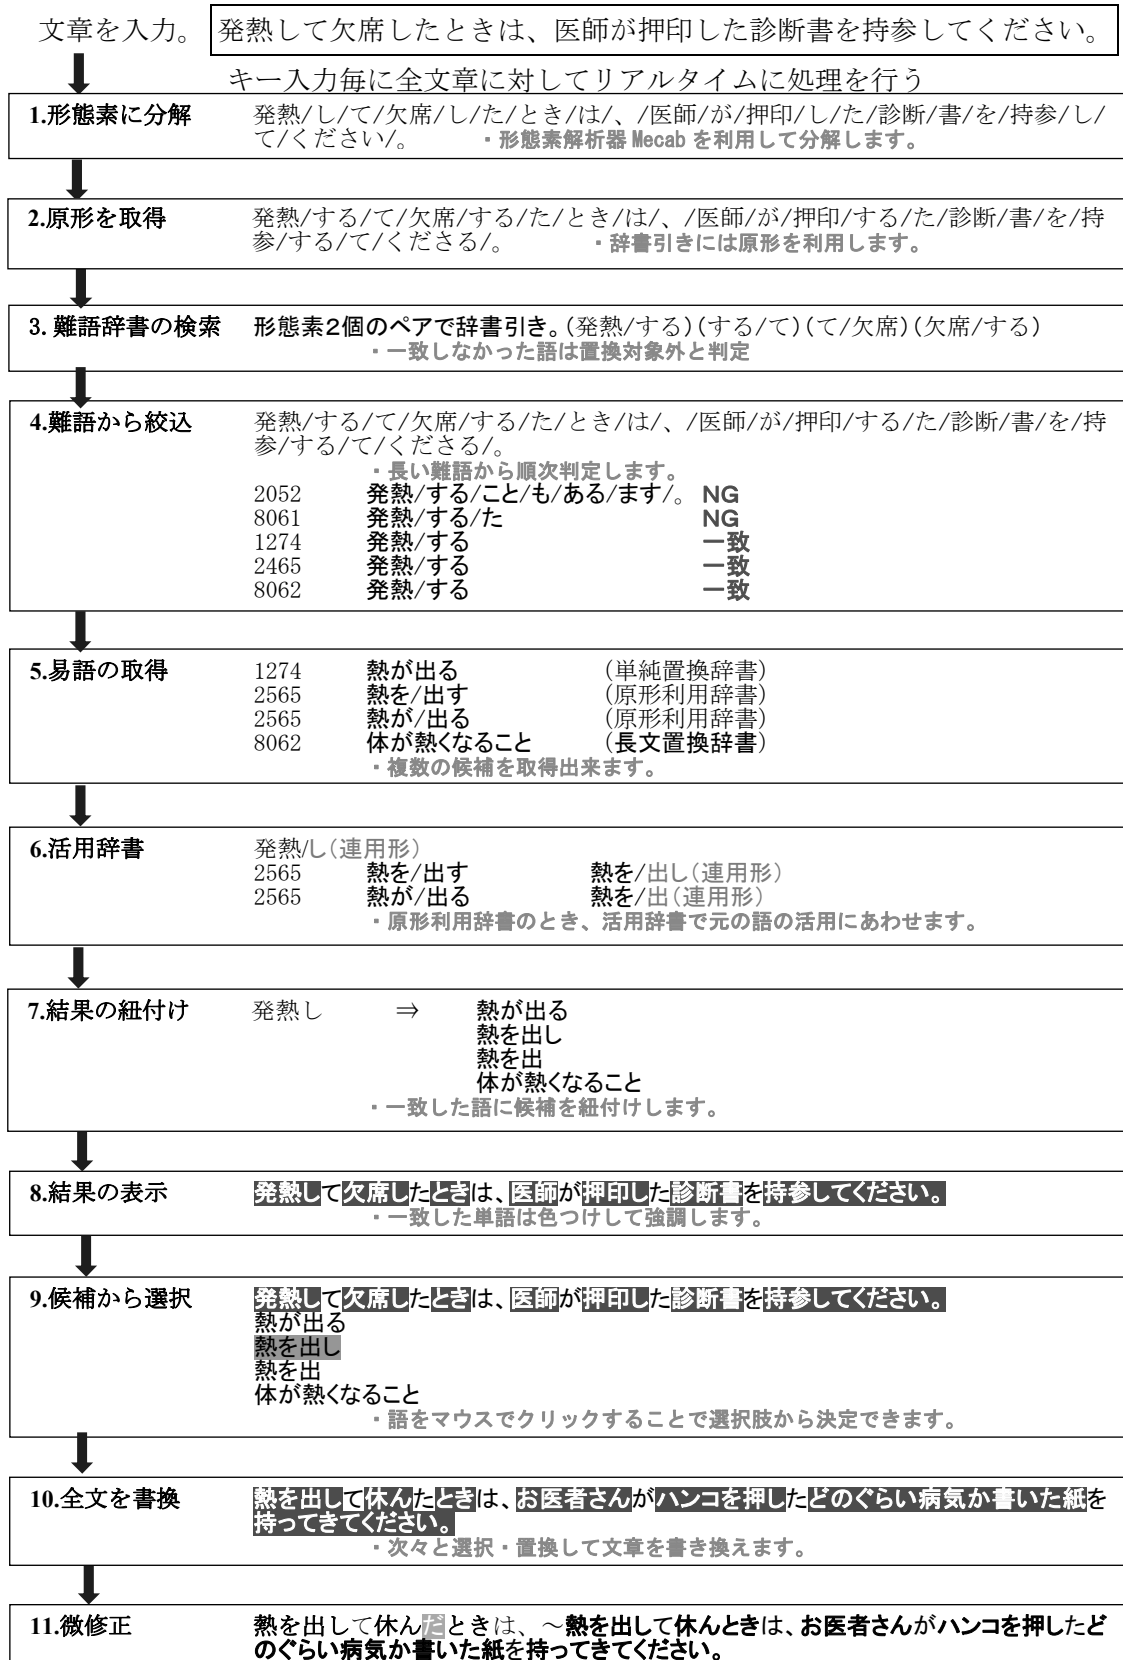 文章を入力。 発熱して欠席したときは、医師が押印した診断書を持参してください。
キー入力毎に全文章に対してリアルタイムに処理を行う
1.形態素に分解 発熱/し/て/欠席/し/た/とき/は/、/医師/が/押印/し/た/診断/書/を/持参/し/
て/ください/。 ・形態素解析器 Mecab を利用して分解します。
2.原形を取得 発熱/する/て/欠席/する/た/とき/は/、/医師/が/押印/する/た/診断/書/を/持
参/する/て/くださる/。 ・辞書引きには原形を利用します。
3. 難語辞書の検索 形態素2個のペアで辞書引き。(発熱/する)(する/て)(て/欠席)(欠席/する)
・一致しなかった語は置換対象外と判定
4.難語から絞込 発熱/する/て/欠席/する/た/とき/は/、/医師/が/押印/する/た/診断/書/を/持
参/する/て/くださる/。
・長い難語から順次判定します。
2052 発熱/する/こと/も/ある/ます/。 NG
8061 発熱/する/た NG
1274 発熱/する 一致
2465 発熱/する 一致
8062 発熱/する 一致
5.易語の取得 1274 熱が出る (単純置換辞書)
2565 熱を/出す (原形利用辞書)
2565 熱が/出る (原形利用辞書)
8062 体が熱くなること (長文置換辞書)
・複数の候補を取得出来ます。
6.活用辞書 発熱/し(連用形)
2565 熱を/出す 熱を/出し(連用形)
2565 熱が/出る 熱を/出(連用形)
・原形利用辞書のとき、活用辞書で元の語の活用にあわせます。
7.結果の紐付け 発熱し ⇒ 熱が出る
熱を出し
熱を出
体が熱くなること
・一致した語に候補を紐付けします。
8.結果の表示 発熱して欠席したときは、医師が押印した診断書を持参してください。
・一致した単語は色つけして強調します。
9.候補から選択 発熱して欠席したときは、医師が押印した診断書を持参してください。
熱が出る
熱を出し
熱を出
体が熱くなること
・語をマウスでクリックすることで選択肢から決定できます。
10.全文を書換 熱を出して休んたときは、お医者さんがハンコを押したどのぐらい病気か書いた紙を
持ってきてください。
・次々と選択・置換して文章を書き換えます。
11.微修正 熱を出して休んだときは、~熱を出して休んときは、お医者さんがハンコを押したど
のぐらい病気か書いた紙を持ってきてください。